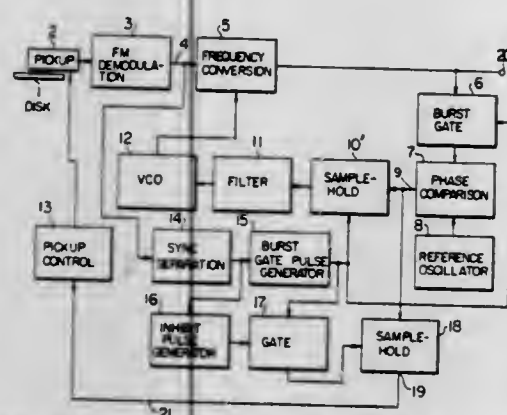 2
3
4
5
PICKUP
FM
DEMODULA-
TION
FREQUENCY
CONVERSION
20
1
DISK
6
BURST
GATE
12
11
10'
9
7
VCO
FILTER
SAMPLE-
HOLD
PHASE
COMPARISON
13
14
15
8
PICKUP
CONTROL
SYNC
SEPARATION
BURST
GATE PULSE
GENERATOR
REFERENCE
OSCILLATOR
16
17
18
INHIBIT
PULSE
GENERATOR
GATE
SAMPLE-
HOLD
19
21